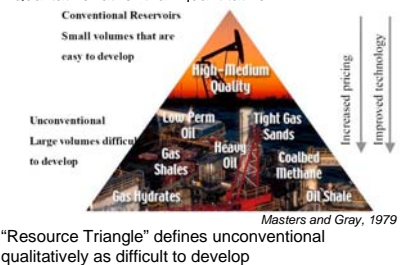 Conventional Reservoirs
Small volumes that are
easy to develop
High-Medium
Quality
Unconventional
Large volumes difficul
to develop
Low Perm
Oil
Tight Gas
Sands
Gas
Shales
Heavy
Oil
Coalbed
Methane
Gas Hydrates
Oil Shale
Increased pricing
Improved technology
Masters and Gray, 1979
“Resource Triangle” defines unconventional
qualitatively as difficult to develop